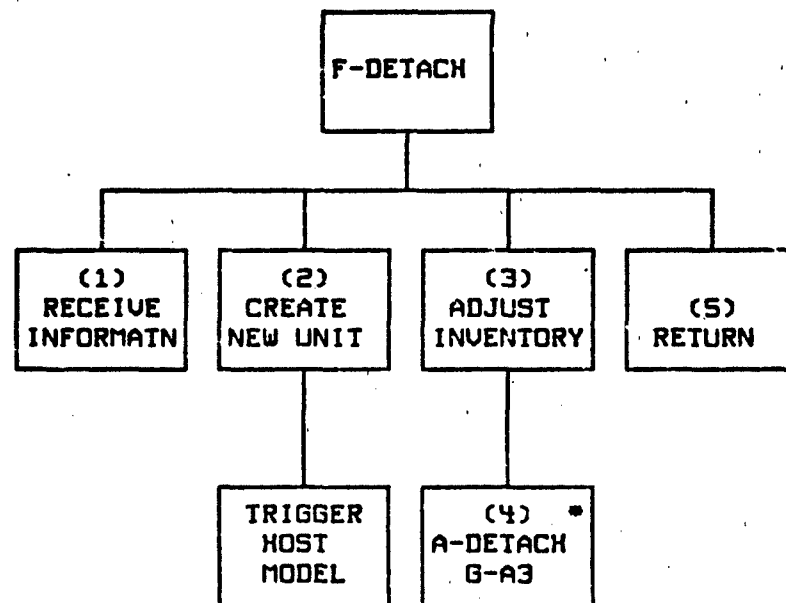 F-DETACH
(1)
RECEIVE
INFORMATN
(2)
CREATE
NEW UNIT
(3)
ADJUST
INVENTORY
(5)
RETURN
TRIGGER
HOST
MODEL
(4) *
A-DETACH
G-A3